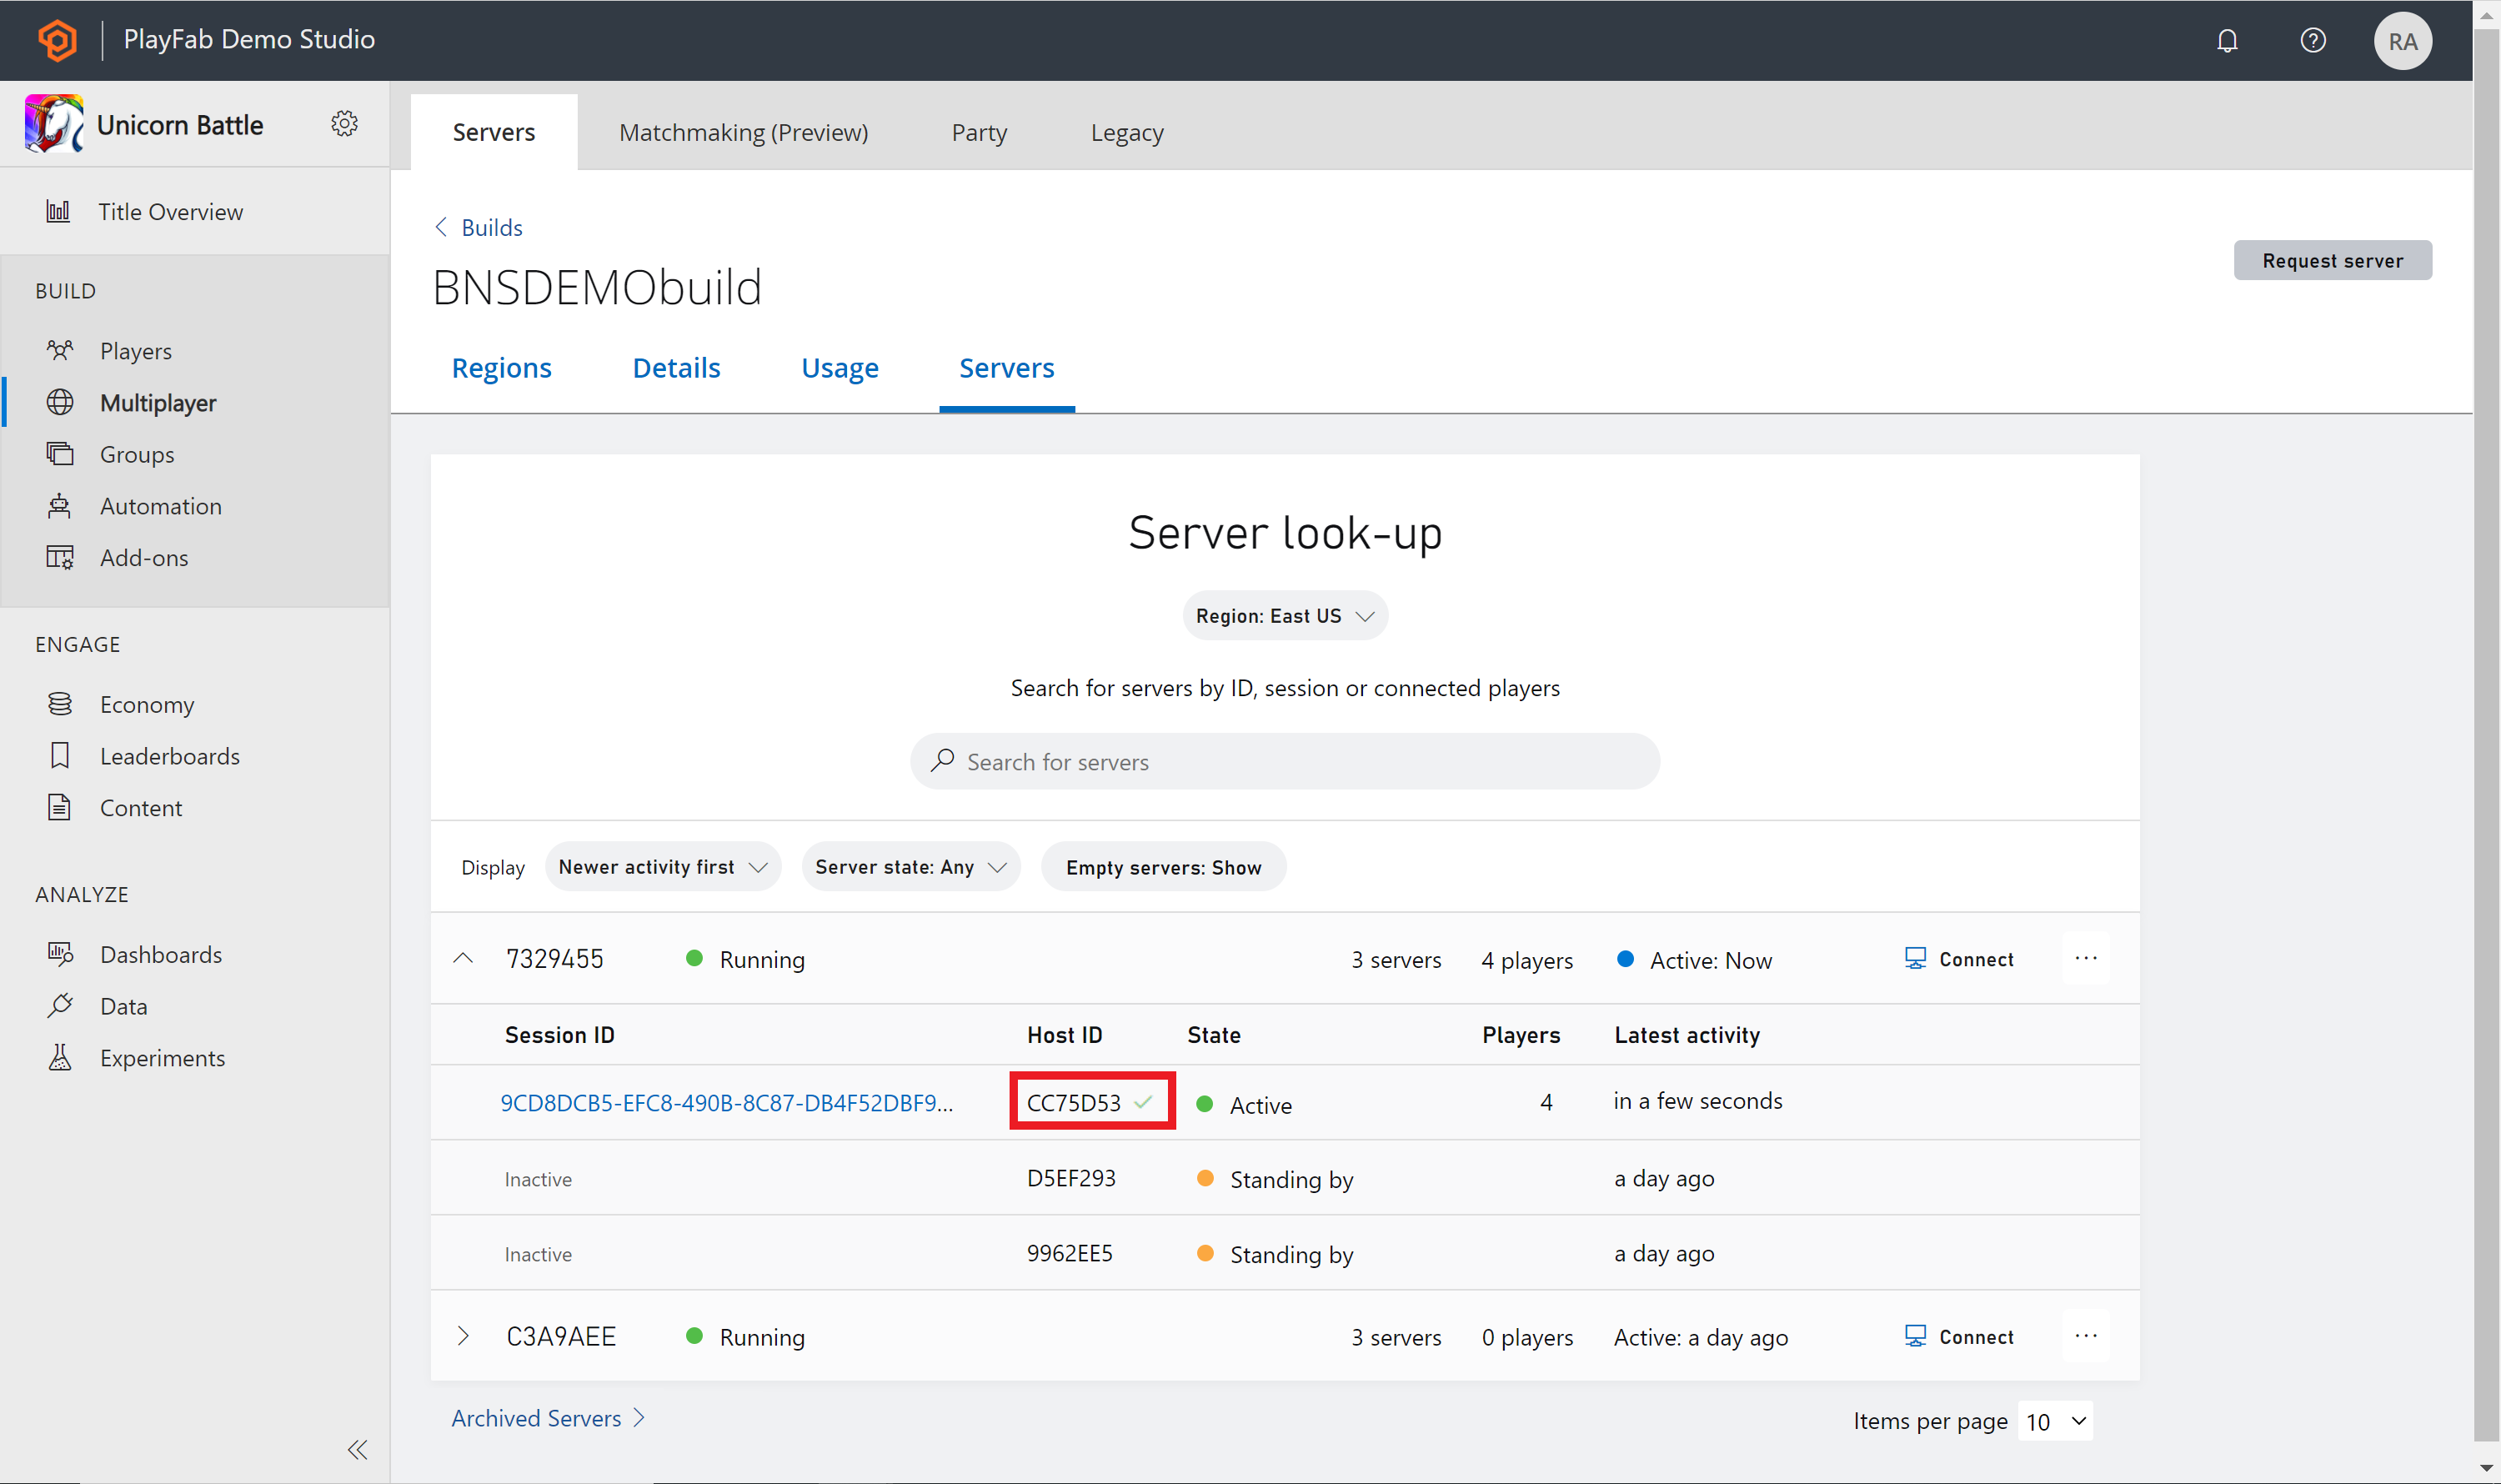 PlayFab Demo Studio
RA
Unicorn Battle
Title Overview
BUILD
Players
Multiplayer
Groups
Automation
Add-ons
ENGAGE
Economy
Leaderboards
Content
ANALYZE
Dashboards
Data
Experiments
Servers Matchmaking (Preview) Party Legacy
Builds
BNSDEMObuild
Request server
Regions Details Usage Servers
Server look-up
Region: East US
Search for servers by ID, session or connected players
Search for servers
Display Newer activity first Server state: Any Empty servers: Show
7329455 Running 3 servers 4 players Active: Now Connect ...
Session ID Host ID State Players Latest activity
9CD8DCB5-EFC8-490B-8C87-DB4F52DBF9... CC75D53 Active 4 in a few seconds
Inactive D5EF293 Standing by a day ago
Inactive 9962EE5 Standing by a day ago
C3A9AEE Running 3 servers 0 players Active: a day ago Connect ...
Archived Servers
Items per page 10